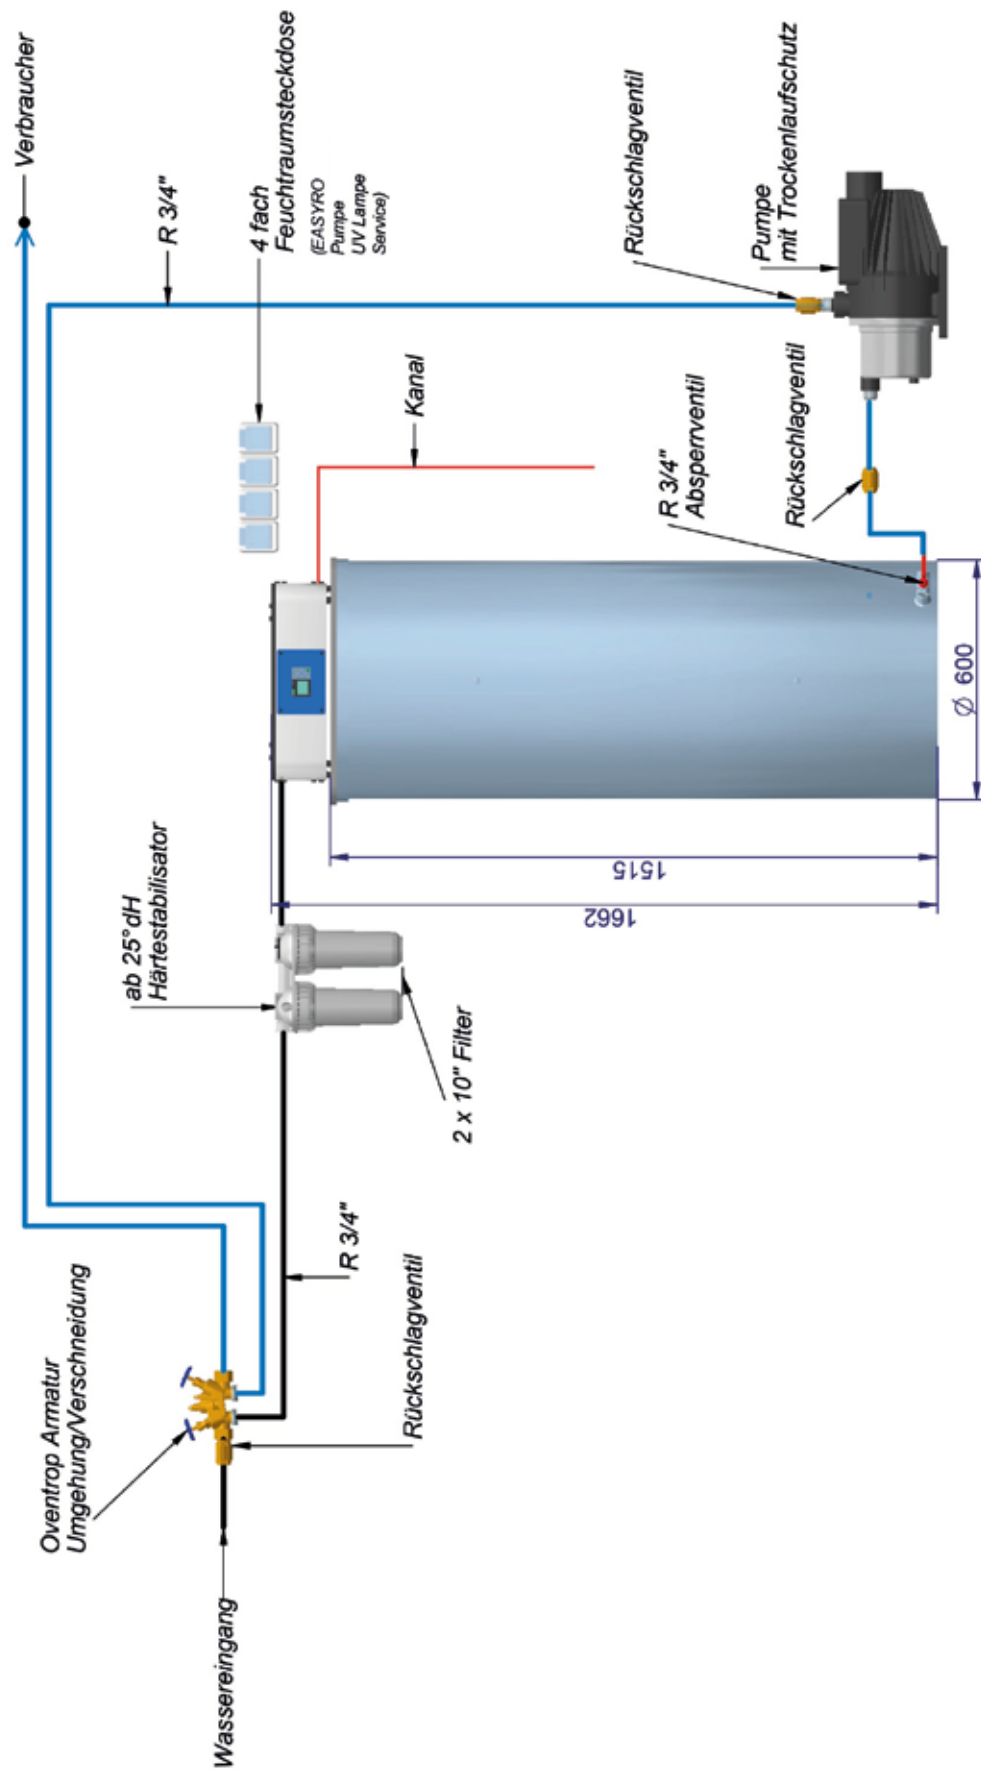 Verbraucher
R 3/4"
4 fach
Feuchtraumsteckdose
(EASYRO
Pumpe
UV Lampe
Service)
Kanal
Rückschlagventil
Pumpe
mit Trockenlaufschutz
R 3/4"
Absperrventil
Rückschlagventil
Ø 600
1515
1662
ab 25°dH
Härtestabilisator
2 x 10" Filter
R 3/4"
Rückschlagventil
Oventrop Armatur
Umgehung/Verschneidung
Wassereingang